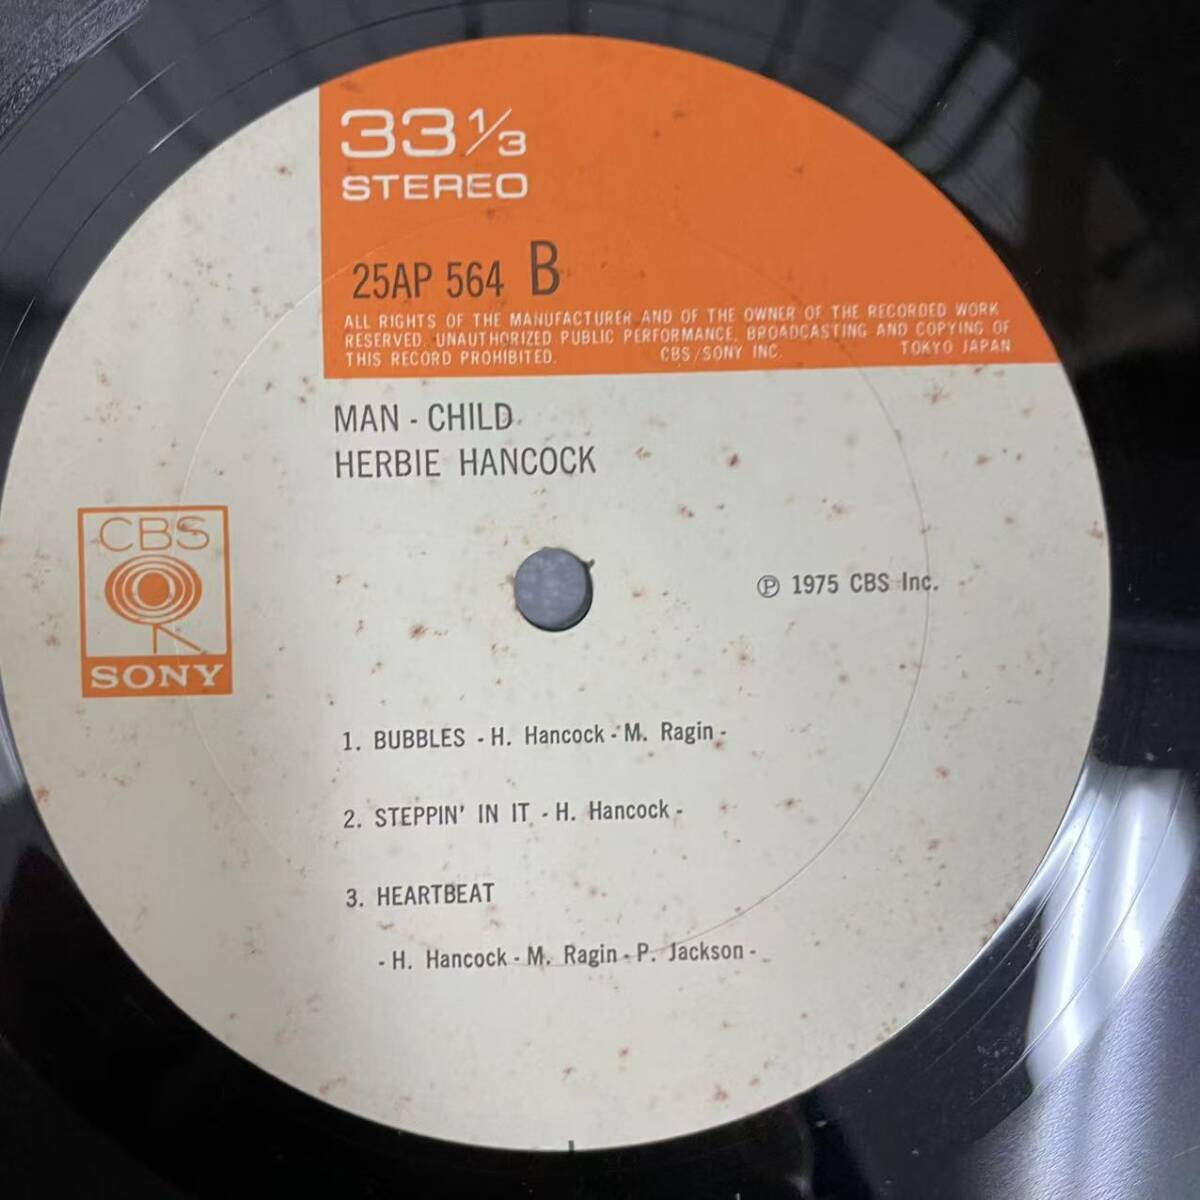 33 1/3
STEREO
25AP 564 B
ALL RIGHTS OF THE MANUFACTURER AND OF THE OWNER OF THE RECORDED WORK
RESERVED. UNAUTHORIZED PUBLIC PERFORMANCE, BROADCASTING AND COPYING OF
THIS RECORD PROHIBITED. CBS/SONY INC. TOKYO JAPAN
MAN - CHILD
HERBIE HANCOCK
CBS
SONY
℗ 1975 CBS Inc.
1. BUBBLES - H. Hancock - M. Ragin -
2. STEPPIN' IN IT - H. Hancock -
3. HEARTBEAT
- H. Hancock - M. Ragin - P. Jackson -